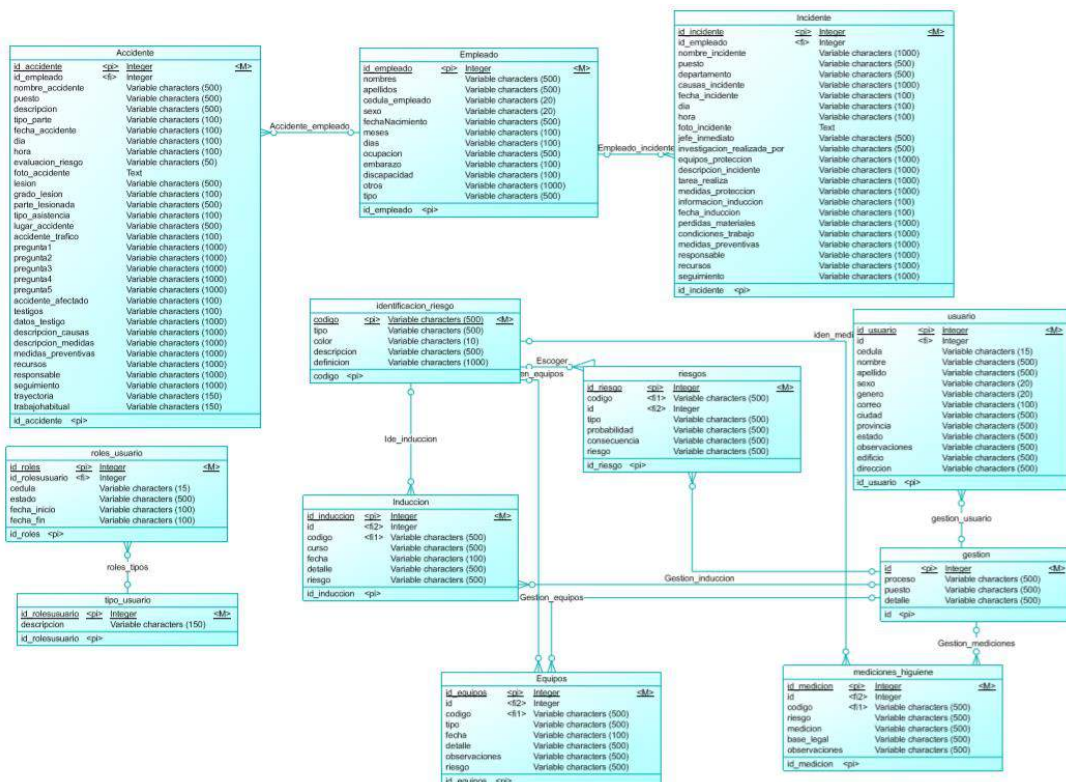 Accidente
id_accidente <pi> Integer <M>
id_empleado <fi> Integer
nombre_accidente Variable characters (500)
puesto Variable characters (500)
descripcion Variable characters (500)
tipo_parte Variable characters (100)
fecha_accidente Variable characters (100)
dia Variable characters (100)
hora Variable characters (100)
evaluacion_riesgo Variable characters (50)
foto_accidente Text
lesion Variable characters (500)
grado_lesion Variable characters (100)
parte_lesionada Variable characters (500)
tipo_asistencia Variable characters (100)
lugar_accidente Variable characters (500)
accidente_trafico Variable characters (100)
pregunta1 Variable characters (1000)
pregunta2 Variable characters (1000)
pregunta3 Variable characters (1000)
pregunta4 Variable characters (1000)
pregunta5 Variable characters (1000)
accidente_afectado Variable characters (100)
testigos Variable characters (100)
datos_testigo Variable characters (1000)
descripcion_causas Variable characters (1000)
descripcion_medidas Variable characters (1000)
medidas_preventivas Variable characters (1000)
recursos Variable characters (1000)
responsable Variable characters (1000)
seguimiento Variable characters (1000)
trayectoria Variable characters (150)
trabajohabitual Variable characters (150)
id_accidente <pi>
Accidente_empleado
Empleado
id_empleado <pi> Integer <M>
nombres Variable characters (500)
apellidos Variable characters (500)
cedula_empleado Variable characters (20)
sexo Variable characters (20)
fechaNacimiento Variable characters (500)
meses Variable characters (100)
dias Variable characters (100)
ocupacion Variable characters (500)
embarazo Variable characters (100)
discapacidad Variable characters (100)
otros Variable characters (1000)
tipo Variable characters (500)
id_empleado <pi>
Empleado_incidente
Incidente
id_incidente <pi> Integer <M>
id_empleado <fi> Integer
nombre_incidente Variable characters (1000)
puesto Variable characters (500)
departamento Variable characters (500)
causas_incidente Variable characters (1000)
fecha_incidente Variable characters (100)
dia Variable characters (100)
hora Variable characters (100)
foto_incidente Text
jefe_inmediato Variable characters (500)
investigacion_realizada_por Variable characters (500)
equipos_proteccion Variable characters (1000)
descripcion_incidente Variable characters (1000)
tarea_realiza Variable characters (1000)
medidas_proteccion Variable characters (1000)
informacion_induccion Variable characters (100)
fecha_induccion Variable characters (100)
perdidas_materiales Variable characters (1000)
condiciones_trabajo Variable characters (1000)
medidas_preventivas Variable characters (1000)
responsable Variable characters (1000)
recursos Variable characters (1000)
seguimiento Variable characters (1000)
id_incidente <pi>
identificacion_riesgo
codigo <pi> Variable characters (500) <M>
tipo Variable characters (500)
color Variable characters (10)
descripcion Variable characters (500)
definicion Variable characters (1000)
codigo <pi>
iden_medi
Escoger
en_equipos
riesgos
id_riesgo <pi> Integer <M>
codigo <fi1> Variable characters (500)
id <fi2> Integer
tipo Variable characters (500)
probabilidad Variable characters (500)
consecuencia Variable characters (500)
riesgo Variable characters (500)
id_riesgo <pi>
usuario
id_usuario <pi> Integer <M>
id <fi> Integer
cedula Variable characters (15)
nombre Variable characters (500)
apellido Variable characters (500)
sexo Variable characters (20)
genero Variable characters (20)
correo Variable characters (100)
ciudad Variable characters (500)
provincia Variable characters (500)
estado Variable characters (500)
observaciones Variable characters (500)
edificio Variable characters (500)
direccion Variable characters (500)
id_usuario <pi>
Ide_induccion
roles_usuario
id_roles <pi> Integer <M>
id_rolesusuario <fi> Integer
cedula Variable characters (15)
estado Variable characters (500)
fecha_inicio Variable characters (100)
fecha_fin Variable characters (100)
id_roles <pi>
roles_tipos
tipo_usuario
id_rolesusuario <pi> Integer <M>
descripcion Variable characters (150)
id_rolesusuario <pi>
Induccion
id_induccion <pi> Integer <M>
id <fi2> Integer
codigo <fi1> Variable characters (500)
curso Variable characters (500)
fecha Variable characters (100)
detalle Variable characters (500)
riesgo Variable characters (500)
id_induccion <pi>
gestion_usuario
gestion
id <pi> Integer <M>
proceso Variable characters (500)
puesto Variable characters (500)
detalle Variable characters (500)
id <pi>
Gestion_induccion
Gestion_equipos
Gestion_mediciones
Equipos
id_equipos <pi> Integer <M>
id <fi2> Integer
codigo <fi1> Variable characters (500)
tipo Variable characters (500)
fecha Variable characters (100)
detalle Variable characters (500)
observaciones Variable characters (500)
riesgo Variable characters (500)
id_equipos <pi>
mediciones_higuiene
id_medicion <pi> Integer <M>
id <fi2> Integer
codigo <fi1> Variable characters (500)
riesgo Variable characters (500)
medicion Variable characters (500)
base_legal Variable characters (500)
observaciones Variable characters (500)
id_medicion <pi>